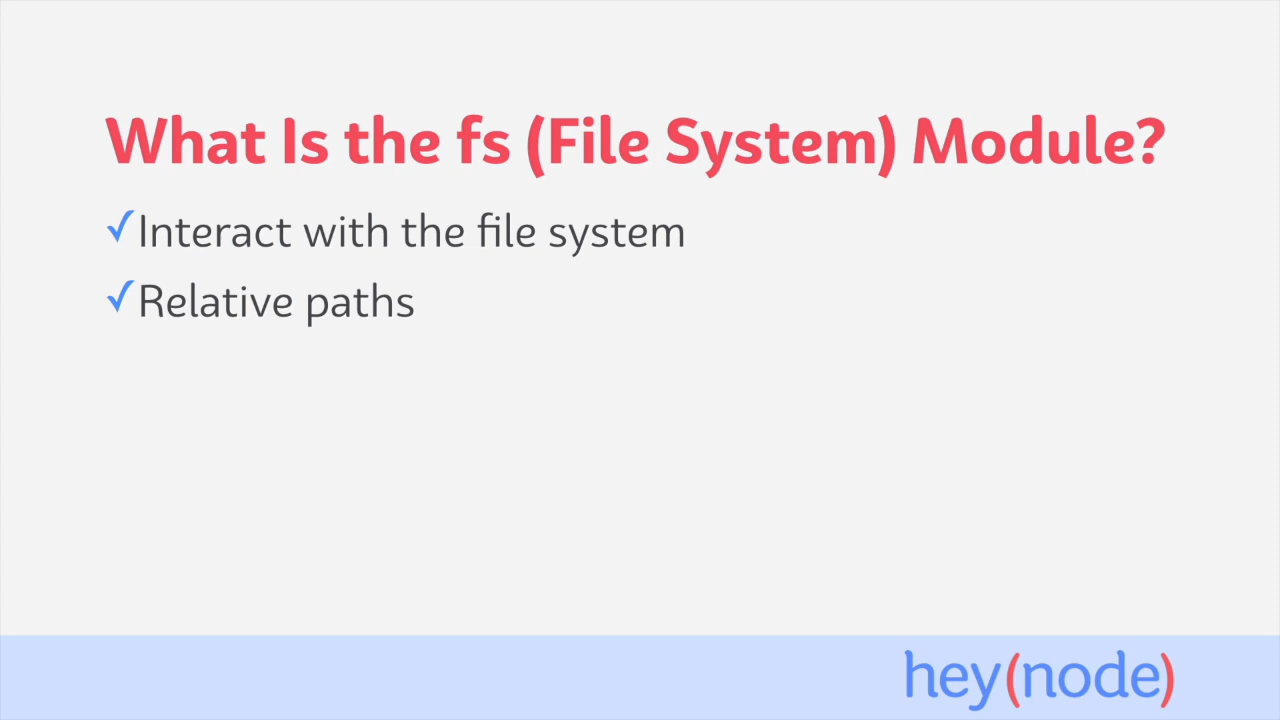 What Is the fs (File System) Module?
✓Interact with the file system
✓Relative paths
hey(node)